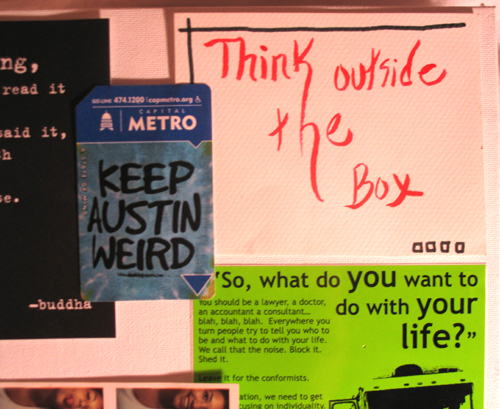 ng,
read it
said it,
h
se.
—buddha
GO LINE 474.1200 | capmetro.org
CAPITAL
METRO
KEEP
AUSTIN
WEIRD
Think outside
the
Box
"So, what do you want to
do with your
life?"
You should be a lawyer, a doctor,
an accountant a consultant...
blah, blah, blah. Everywhere you
turn people try to tell you who to
be and what to do with your life.
We call that the noise. Block it.
Shed it.
Leave it for the conformists.
ation, we need to get
cusing on individuality.